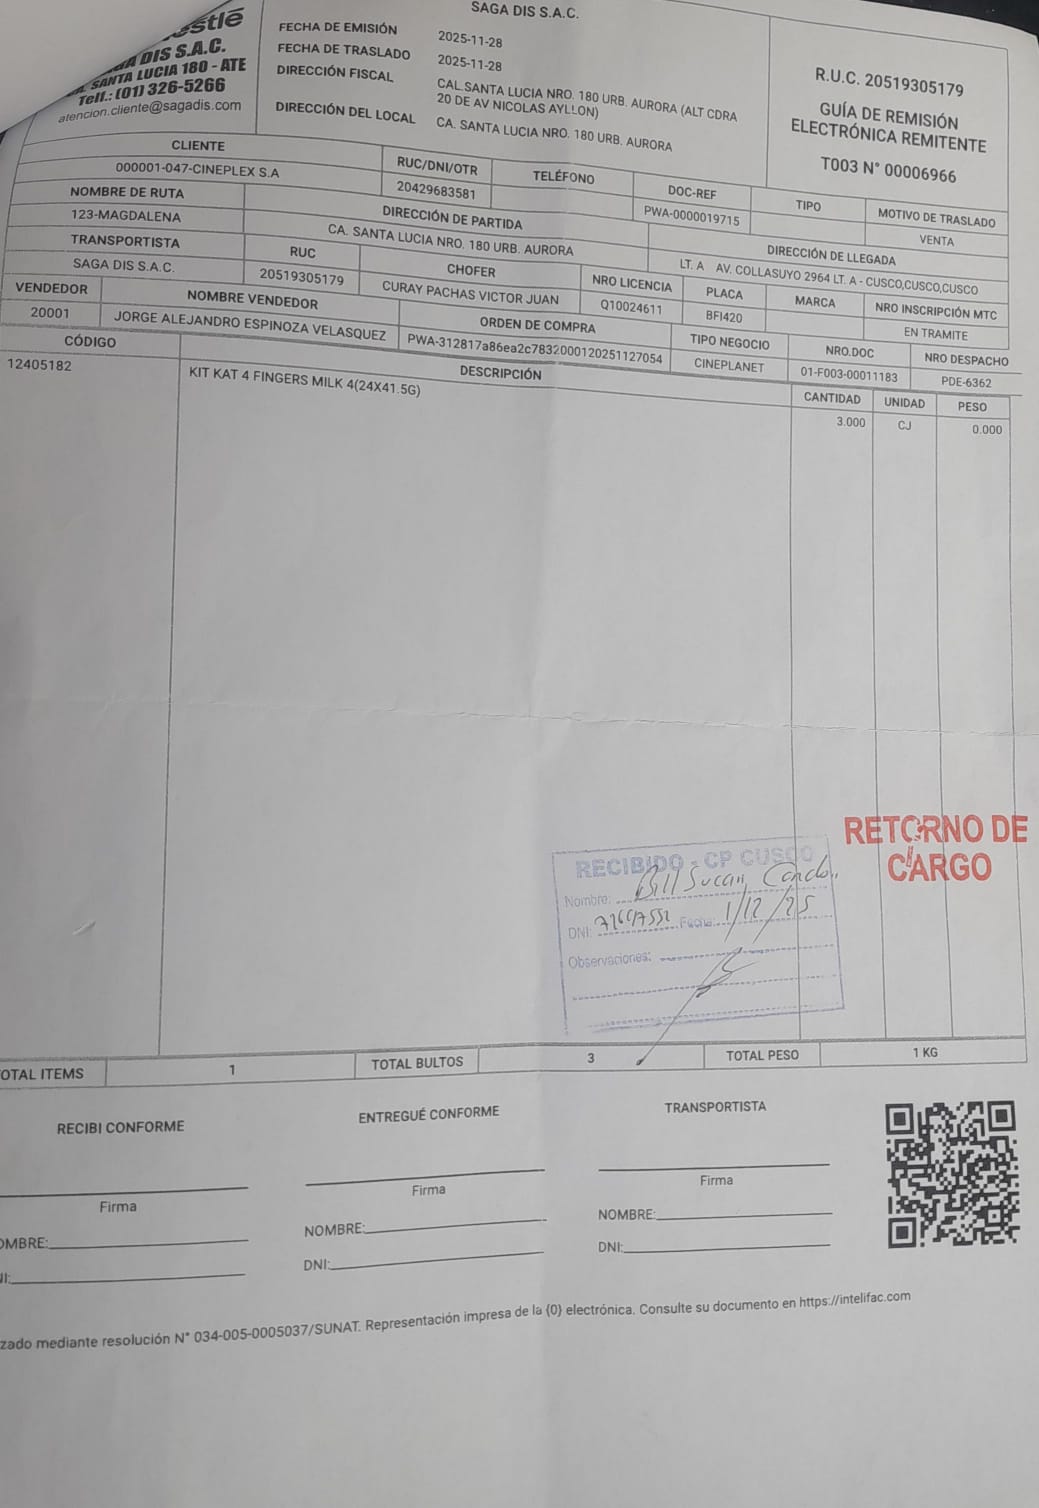 SAGA DIS S.A.C.
DIS S.A.C.
SANTA LUCIA 180 - ATE
Telf.: (01) 326-5266
atencion.cliente@sagadis.com
FECHA DE EMISIÓN 2025-11-28
FECHA DE TRASLADO 2025-11-28
DIRECCIÓN FISCAL CAL.SANTA LUCIA NRO. 180 URB. AURORA (ALT CDRA
20 DE AV NICOLAS AYLLON)
DIRECCIÓN DEL LOCAL CA. SANTA LUCIA NRO. 180 URB. AURORA
R.U.C. 20519305179
GUÍA DE REMISIÓN
ELECTRÓNICA REMITENTE
T003 N° 00006966
CLIENTE RUC/DNI/OTR TELÉFONO DOC-REF TIPO MOTIVO DE TRASLADO
000001-047-CINEPLEX S.A 20429683581 PWA-0000019715 VENTA
NOMBRE DE RUTA DIRECCIÓN DE PARTIDA DIRECCIÓN DE LLEGADA
123-MAGDALENA CA. SANTA LUCIA NRO. 180 URB. AURORA LT. A AV. COLLASUYO 2964 LT. A - CUSCO,CUSCO,CUSCO
TRANSPORTISTA RUC CHOFER NRO LICENCIA PLACA MARCA NRO INSCRIPCIÓN MTC
SAGA DIS S.A.C. 20519305179 CURAY PACHAS VICTOR JUAN Q10024611 BFI420 EN TRAMITE
VENDEDOR NOMBRE VENDEDOR ORDEN DE COMPRA TIPO NEGOCIO NRO.DOC NRO DESPACHO
20001 JORGE ALEJANDRO ESPINOZA VELASQUEZ PWA-312817a86ea2c7832000120251127054 CINEPLANET 01-F003-00011183 PDE-6362
CÓDIGO DESCRIPCIÓN CANTIDAD UNIDAD PESO
12405182 KIT KAT 4 FINGERS MILK 4(24X41.5G) 3.000 CJ 0.000
RETORNO DE
CARGO
RECIBIDO - CP CUSCO
Nombre: Bill
DNI: Fecha: 1/12/25
Observaciones:
TOTAL ITEMS 1 TOTAL BULTOS 3 TOTAL PESO 1 KG
RECIBI CONFORME ENTREGUÉ CONFORME TRANSPORTISTA
Firma Firma Firma
OMBRE: NOMBRE: NOMBRE:
NI: DNI: DNI:
zado mediante resolución N° 034-005-0005037/SUNAT. Representación impresa de la {0} electrónica. Consulte su documento en https://intelifac.com